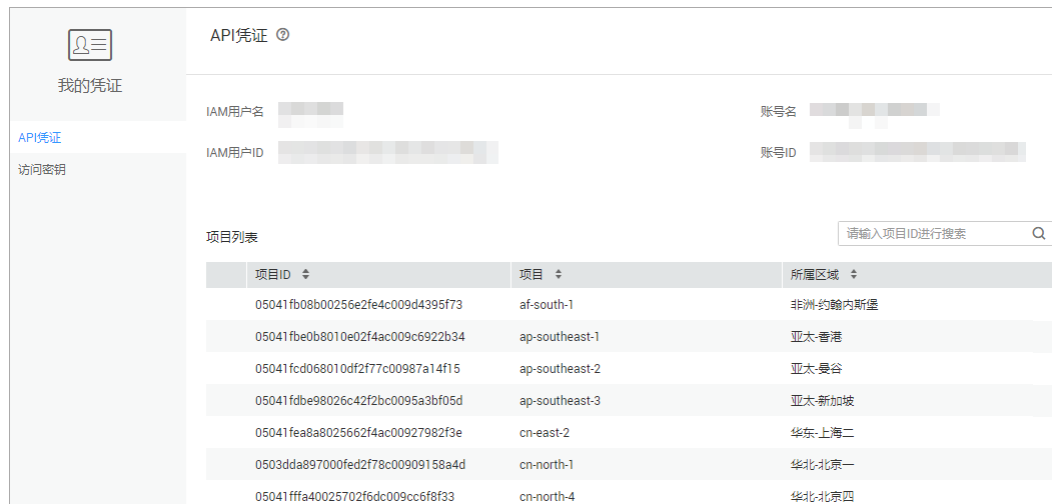 API凭证
我的凭证
API凭证
访问密钥
IAM用户名
账号名
IAM用户ID
账号ID
项目列表
请输入项目ID进行搜索
项目ID 项目 所属区域
05041fb08b00256e2fe4c009d4395f73 af-south-1 非洲-约翰内斯堡
05041fbe0b8010e02f4ac009c6922b34 ap-southeast-1 亚太-香港
05041fcd068010df2f77c00987a14f15 ap-southeast-2 亚太-曼谷
05041fdbe98026c42f2bc0095a3bf05d ap-southeast-3 亚太-新加坡
05041fea8a8025662f4ac00927982f3e cn-east-2 华东-上海二
0503dda897000fed2f78c00909158a4d cn-north-1 华北-北京一
05041fffa40025702f6dc009cc6f8f33 cn-north-4 华北-北京四